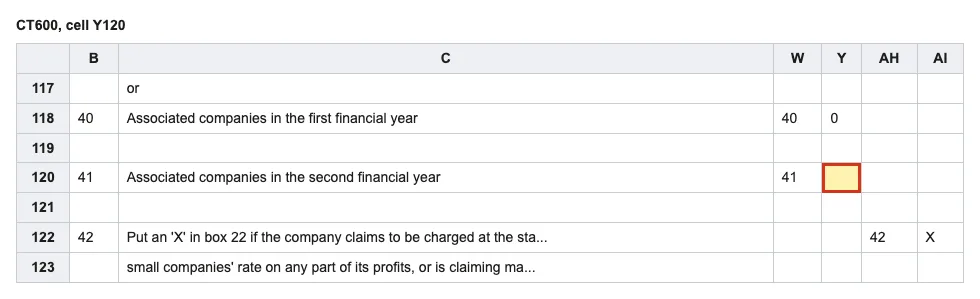 CT600, cell Y120
B C W Y AH AI
117 or
118 40 Associated companies in the first financial year 40 0
119
120 41 Associated companies in the second financial year 41
121
122 42 Put an 'X' in box 22 if the company claims to be charged at the sta... 42 X
123 small companies' rate on any part of its profits, or is claiming ma...